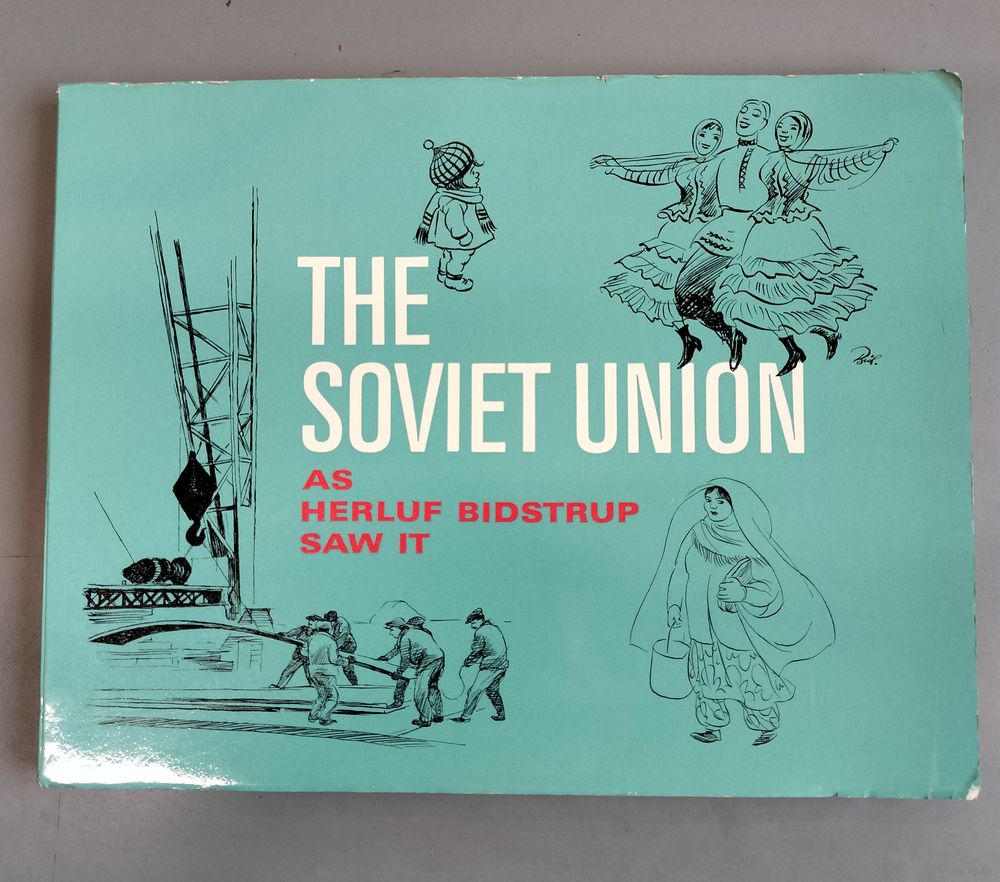 THE
SOVIET UNION
AS
HERLUF BIDSTRUP
SAW IT